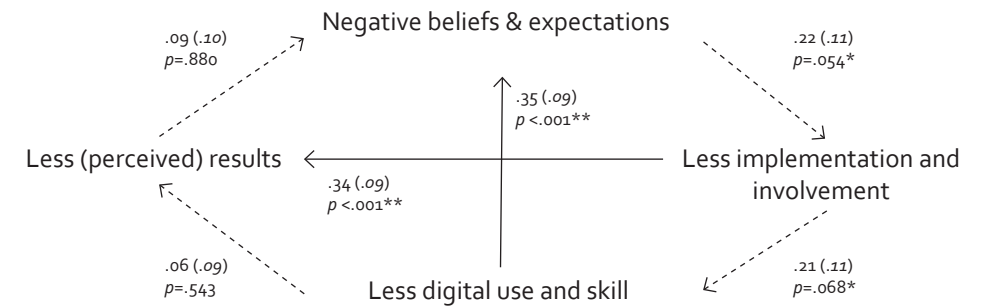 Negative beliefs & expectations
.09 (.10)
p=.880
.22 (.11)
p=.054*
.35 (.09)
p <.001**
Less (perceived) results
Less implementation and
involvement
.34 (.09)
p <.001**
.06 (.09)
p=.543
.21 (.11)
p=.068*
Less digital use and skill